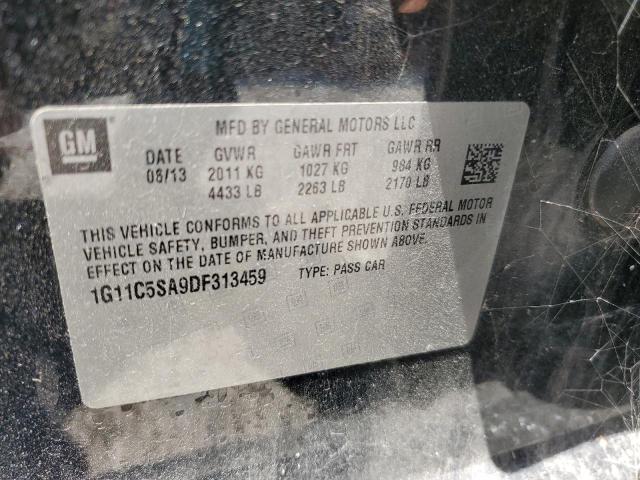 GM
MFD BY GENERAL MOTORS LLC
DATE GVWR GAWR FRT GAWR RR
06/13 2011 KG 1027 KG 984 KG
4433 LB 2263 LB 2170 LB
THIS VEHICLE CONFORMS TO ALL APPLICABLE U.S. FEDERAL MOTOR
VEHICLE SAFETY, BUMPER, AND THEFT PREVENTION STANDARDS IN
EFFECT ON THE DATE OF MANUFACTURE SHOWN ABOVE.
1G11C5SA9DF313459 TYPE: PASS CAR